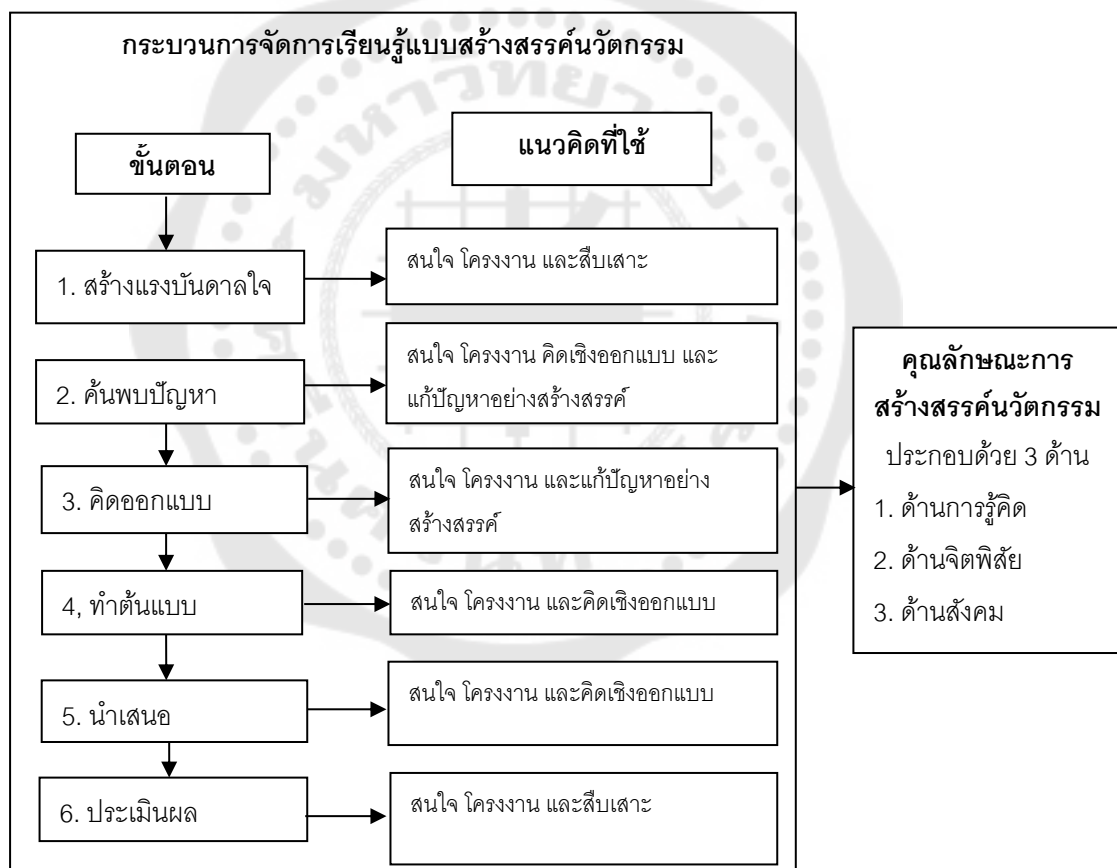 กระบวนการจัดการเรียนรู้แบบสร้างสรรค์นวัตกรรม
ขั้นตอน
แนวคิดที่ใช้
1. สร้างแรงบันดาลใจ
สนใจ โครงงาน และสืบเสาะ
2. ค้นพบปัญหา
สนใจ โครงงาน คิดเชิงออกแบบ และ
แก้ปัญหาอย่างสร้างสรรค์
3. คิดออกแบบ
สนใจ โครงงาน และแก้ปัญหาอย่าง
สร้างสรรค์
4, ทำต้นแบบ
สนใจ โครงงาน และคิดเชิงออกแบบ
5. นำเสนอ
สนใจ โครงงาน และคิดเชิงออกแบบ
6. ประเมินผล
สนใจ โครงงาน และสืบเสาะ
คุณลักษณะการ
สร้างสรรค์นวัตกรรม
ประกอบด้วย 3 ด้าน
1. ด้านการรู้คิด
2. ด้านจิตพิสัย
3. ด้านสังคม